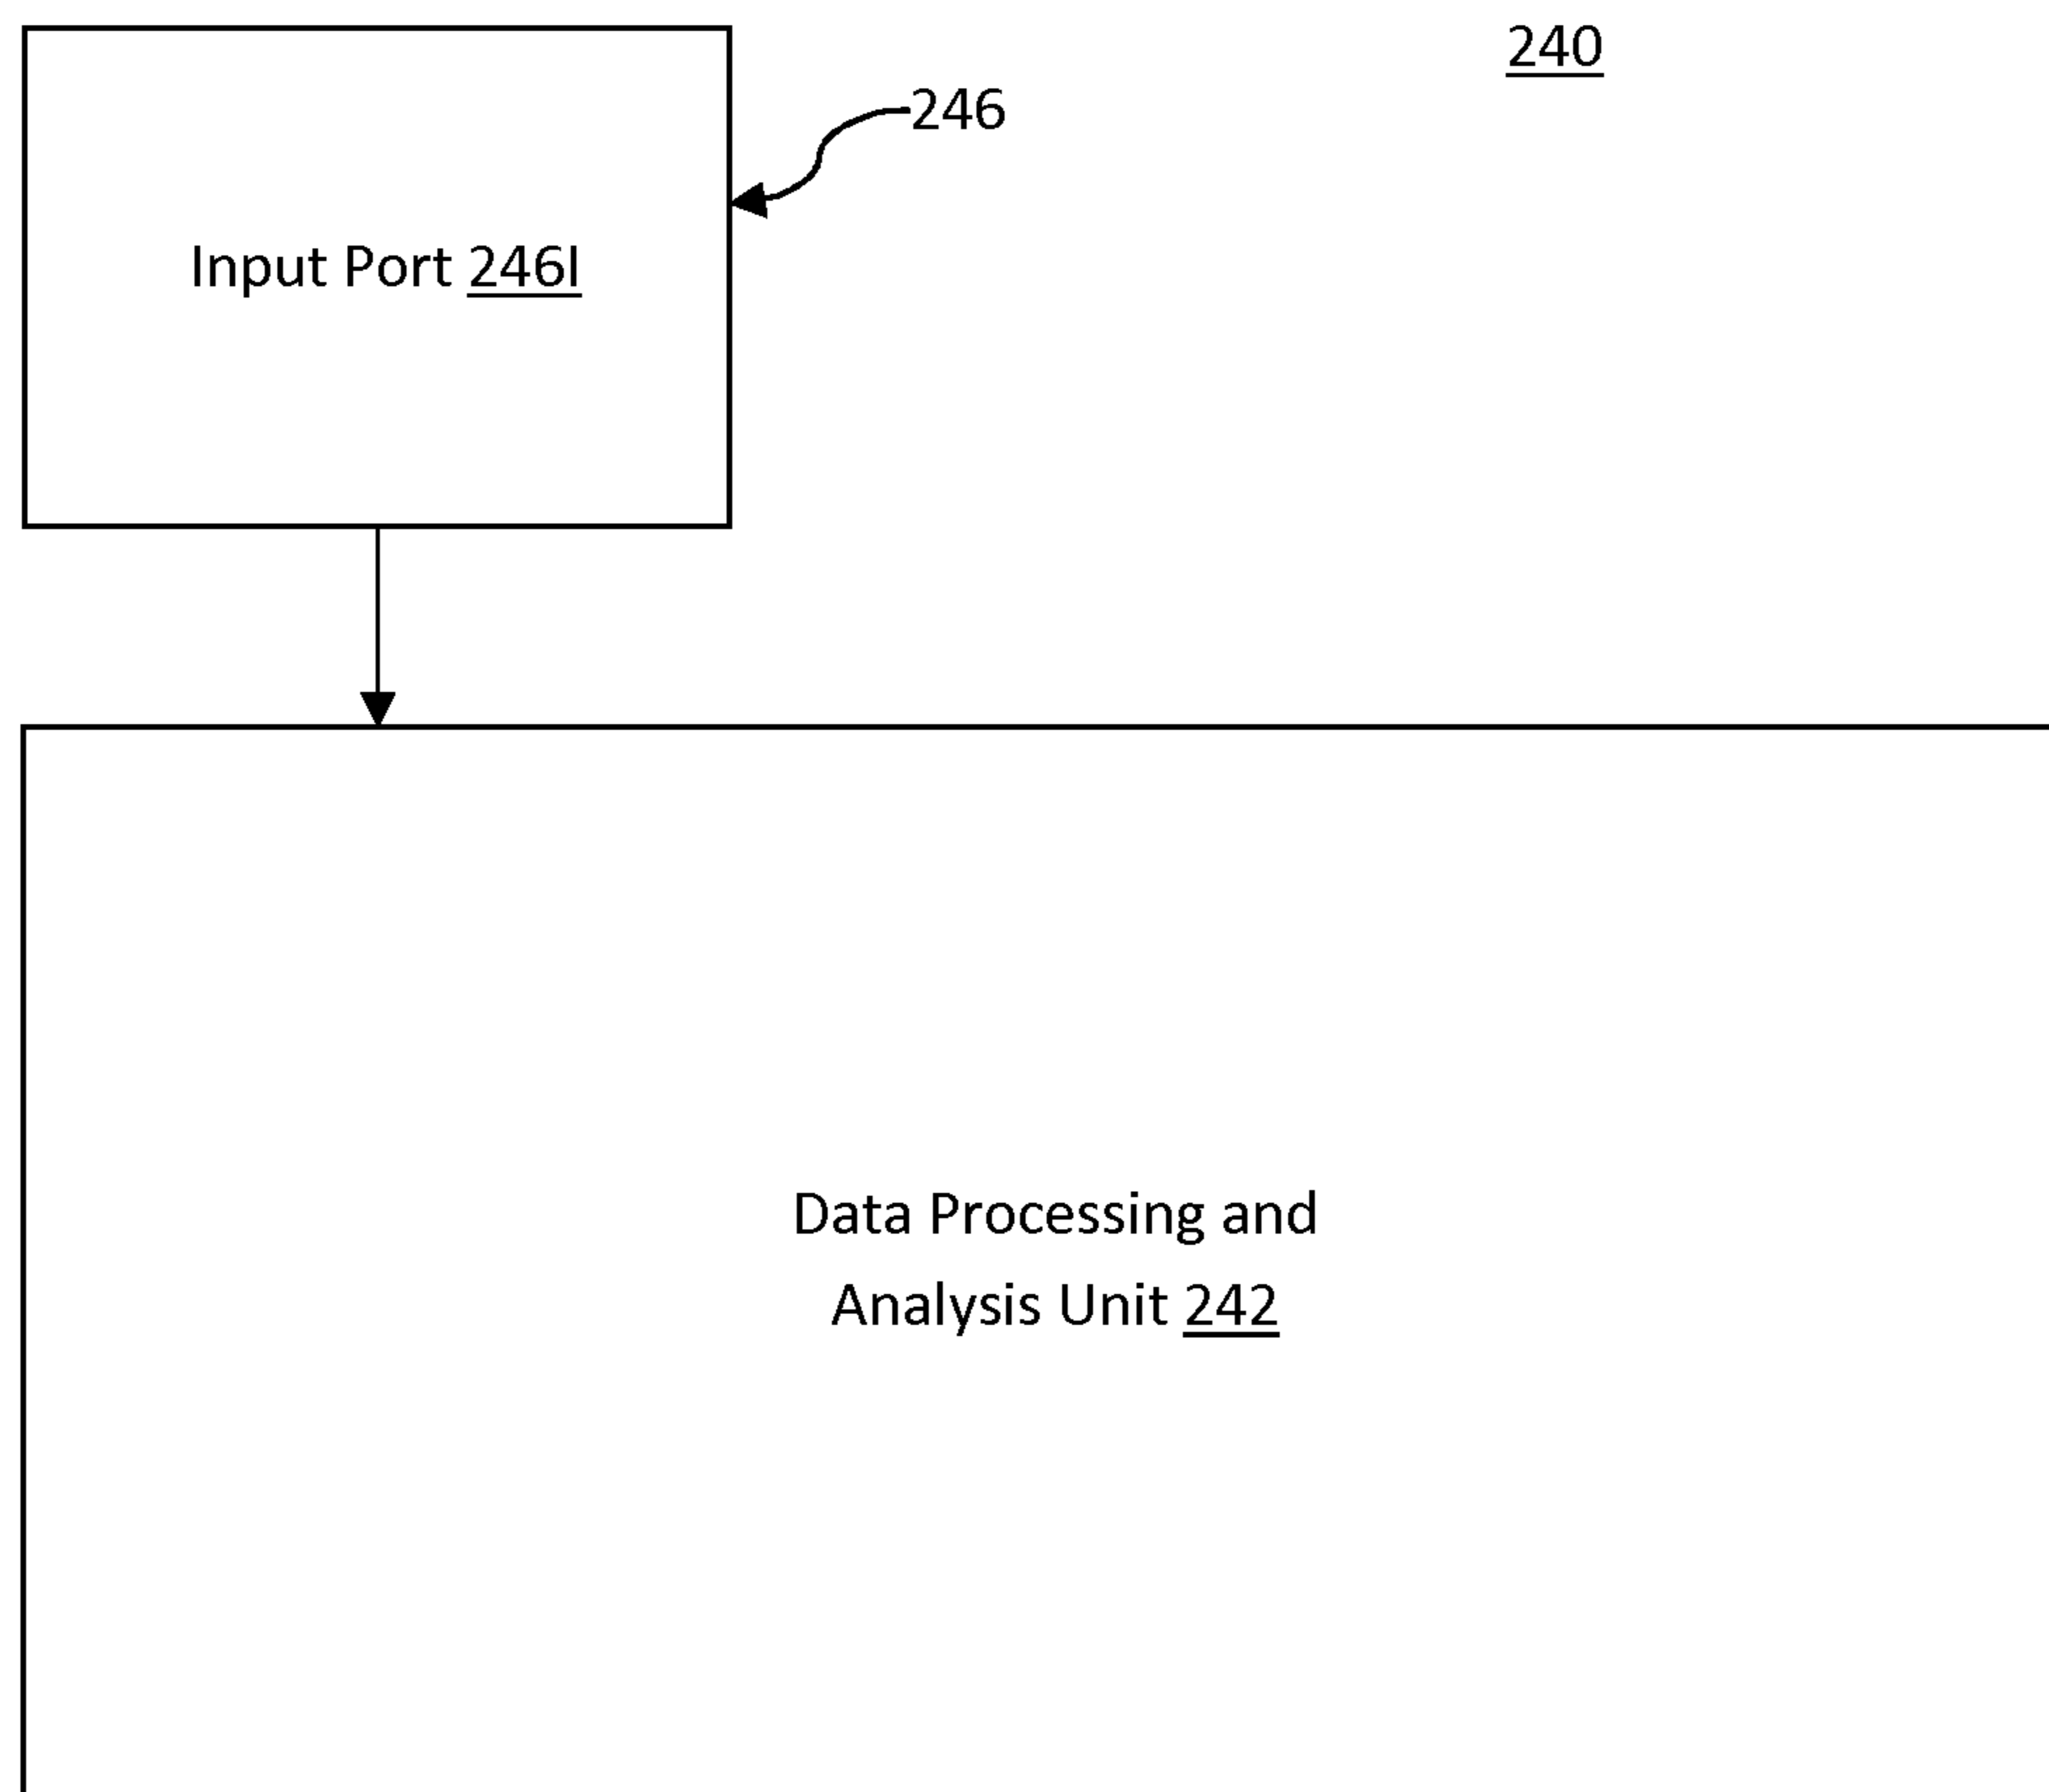 240
246
Input Port 246I
Data Processing and
Analysis Unit 242